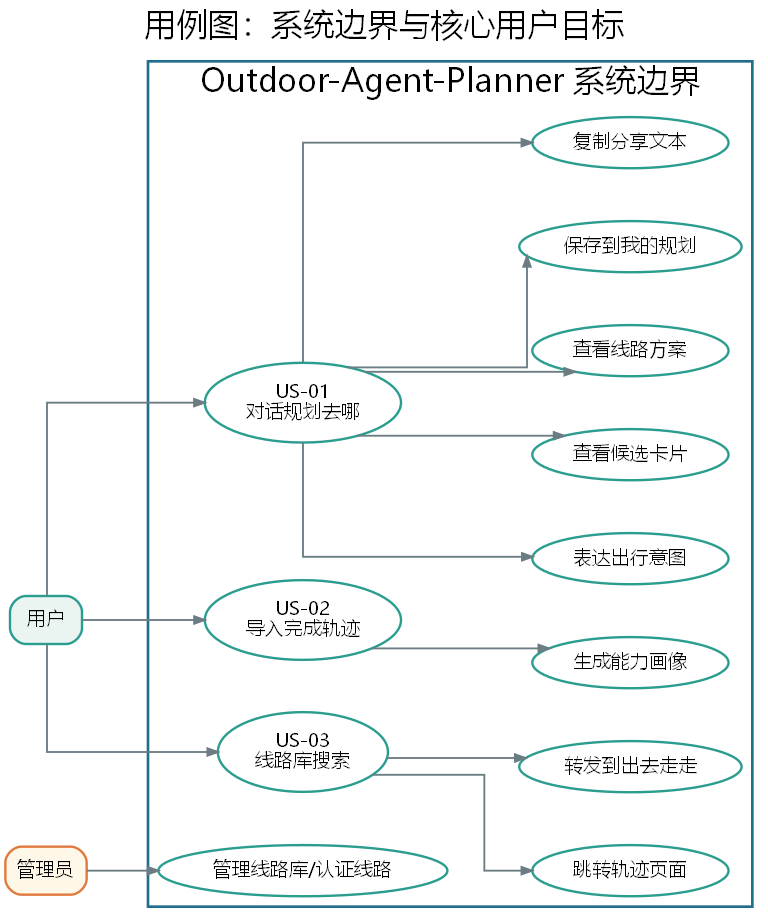 用例图：系统边界与核心用户目标
Outdoor-Agent-Planner 系统边界
复制分享文本
保存到我的规划
查看线路方案
US-01
对话规划去哪
查看候选卡片
表达出行意图
用户
US-02
导入完成轨迹
生成能力画像
US-03
线路库搜索
转发到出去走走
管理员
管理线路库/认证线路
跳转轨迹页面